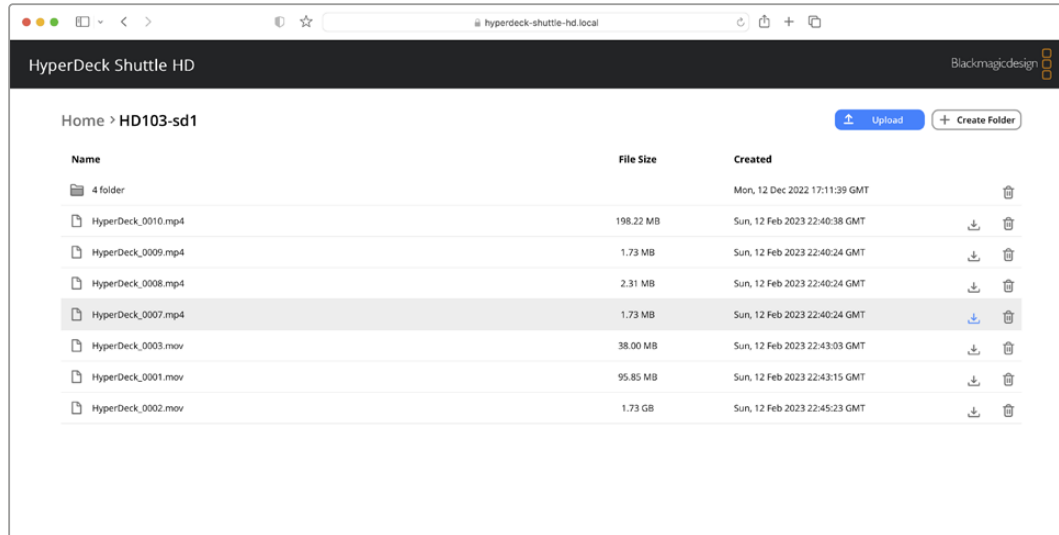 hyperdeck-shuttle-hd.local
HyperDeck Shuttle HD
Blackmagicdesign
Home > HD103-sd1
Upload
+ Create Folder
Name File Size Created
4 folder Mon, 12 Dec 2022 17:11:39 GMT
HyperDeck_0010.mp4 198.22 MB Sun, 12 Feb 2023 22:40:38 GMT
HyperDeck_0009.mp4 1.73 MB Sun, 12 Feb 2023 22:40:24 GMT
HyperDeck_0008.mp4 2.31 MB Sun, 12 Feb 2023 22:40:24 GMT
HyperDeck_0007.mp4 1.73 MB Sun, 12 Feb 2023 22:40:24 GMT
HyperDeck_0003.mov 38.00 MB Sun, 12 Feb 2023 22:43:03 GMT
HyperDeck_0001.mov 95.85 MB Sun, 12 Feb 2023 22:43:15 GMT
HyperDeck_0002.mov 1.73 GB Sun, 12 Feb 2023 22:45:23 GMT